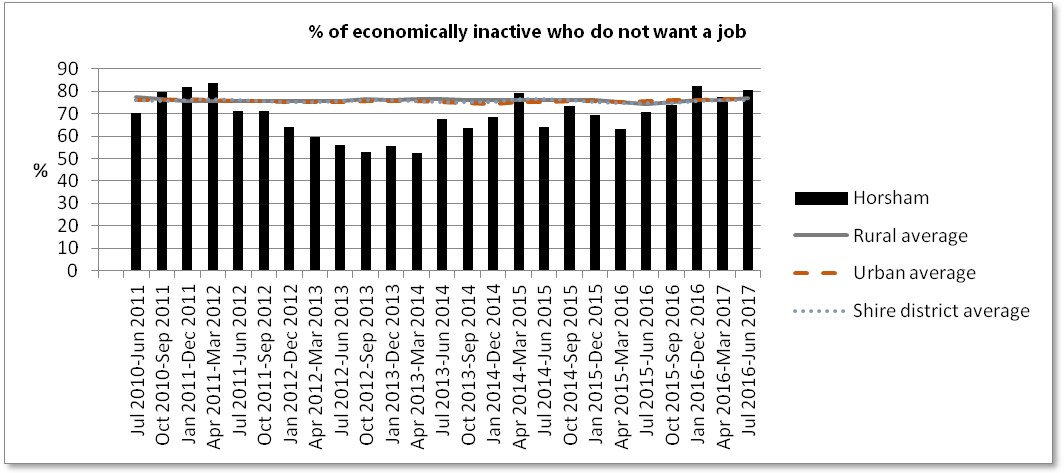 % of economically inactive who do not want a job
90
80
70
60
50
40
30
20
10
0
%
Jul 2010-Jun 2011
Oct 2010-Sep 2011
Jan 2011-Dec 2011
Apr 2011-Mar 2012
Jul 2011-Jun 2012
Oct 2011-Sep 2012
Jan 2012-Dec 2012
Apr 2012-Mar 2013
Jul 2012-Jun 2013
Oct 2012-Sep 2013
Jan 2013-Dec 2013
Apr 2013-Mar 2014
Jul 2013-Jun 2014
Oct 2013-Sep 2014
Jan 2014-Dec 2014
Apr 2014-Mar 2015
Jul 2014-Jun 2015
Oct 2014-Sep 2015
Jan 2015-Dec 2015
Apr 2015-Mar 2016
Jul 2015-Jun 2016
Oct 2015-Sep 2016
Jan 2016-Dec 2016
Apr 2016-Mar 2017
Jul 2016-Jun 2017
Horsham
Rural average
Urban average
Shire district average